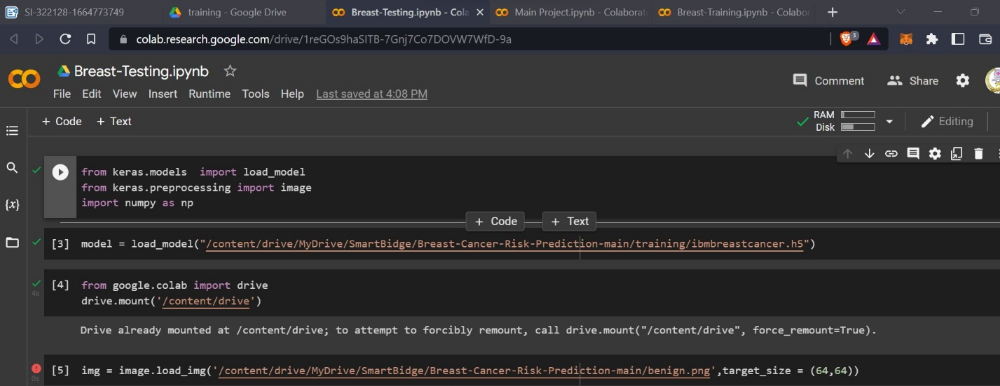 SI-322128-1664773749
training - Google Drive
Breast-Testing.ipynb - Cola
Main Project.ipynb - Colaborat
Breast-Training.ipynb - Colabor
colab.research.google.com/drive/1reGOs9haSITB-7Gnj7Co7DOVW7WfD-9a
3
Breast-Testing.ipynb
File Edit View Insert Runtime Tools Help Last saved at 4:08 PM
Comment Share
+ Code + Text
RAM
Disk
Editing
from keras.models  import load_model
from keras.preprocessing import image
import numpy as np
+ Code + Text
{x}
[3] model = load_model("/content/drive/MyDrive/SmartBidge/Breast-Cancer-Risk-Prediction-main/training/ibmbreastcancer.h5")
[4] from google.colab import drive
4s
drive.mount('/content/drive')
Drive already mounted at /content/drive; to attempt to forcibly remount, call drive.mount("/content/drive", force_remount=True).
[5] img = image.load_img('/content/drive/MyDrive/SmartBidge/Breast-Cancer-Risk-Prediction-main/benign.png',target_size = (64,64))
0s